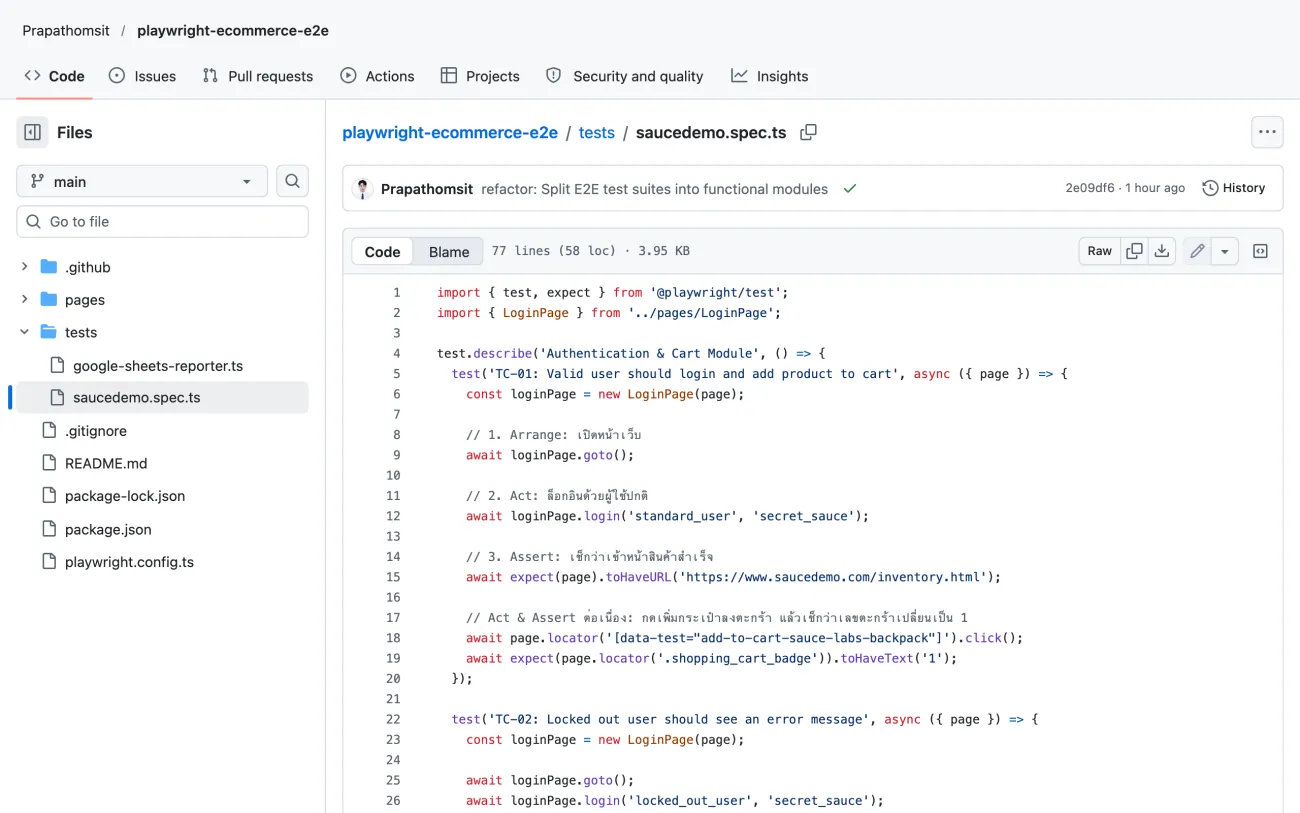 Prapathomsit / playwright-ecommerce-e2e
Code Issues Pull requests Actions Projects Security and quality Insights
Files
main
Go to file
.github
pages
tests
google-sheets-reporter.ts
saucedemo.spec.ts
.gitignore
README.md
package-lock.json
package.json
playwright.config.ts
playwright-ecommerce-e2e / tests / saucedemo.spec.ts
Prapathomsit refactor: Split E2E test suites into functional modules 2e09df6 · 1 hour ago History
Code Blame 77 lines (58 loc) · 3.95 KB Raw
1 import { test, expect } from '@playwright/test';
2 import { LoginPage } from '../pages/LoginPage';
3
4 test.describe('Authentication & Cart Module', () => {
5 test('TC-01: Valid user should login and add product to cart', async ({ page }) => {
6 const loginPage = new LoginPage(page);
7
8 // 1. Arrange: เปิดหน้าเว็บ
9 await loginPage.goto();
10
11 // 2. Act: ล็อกอินด้วยผู้ใช้ปกติ
12 await loginPage.login('standard_user', 'secret_sauce');
13
14 // 3. Assert: เช็กว่าเข้าหน้าสินค้าสำเร็จ
15 await expect(page).toHaveURL('https://www.saucedemo.com/inventory.html');
16
17 // Act & Assert ต่อเนื่อง: กดเพิ่มกระเป๋าลงตะกร้า แล้วเช็กว่าเลขตะกร้าเปลี่ยนเป็น 1
18 await page.locator('[data-test="add-to-cart-sauce-labs-backpack"]').click();
19 await expect(page.locator('.shopping_cart_badge')).toHaveText('1');
20 });
21
22 test('TC-02: Locked out user should see an error message', async ({ page }) => {
23 const loginPage = new LoginPage(page);
24
25 await loginPage.goto();
26 await loginPage.login('locked_out_user', 'secret_sauce');